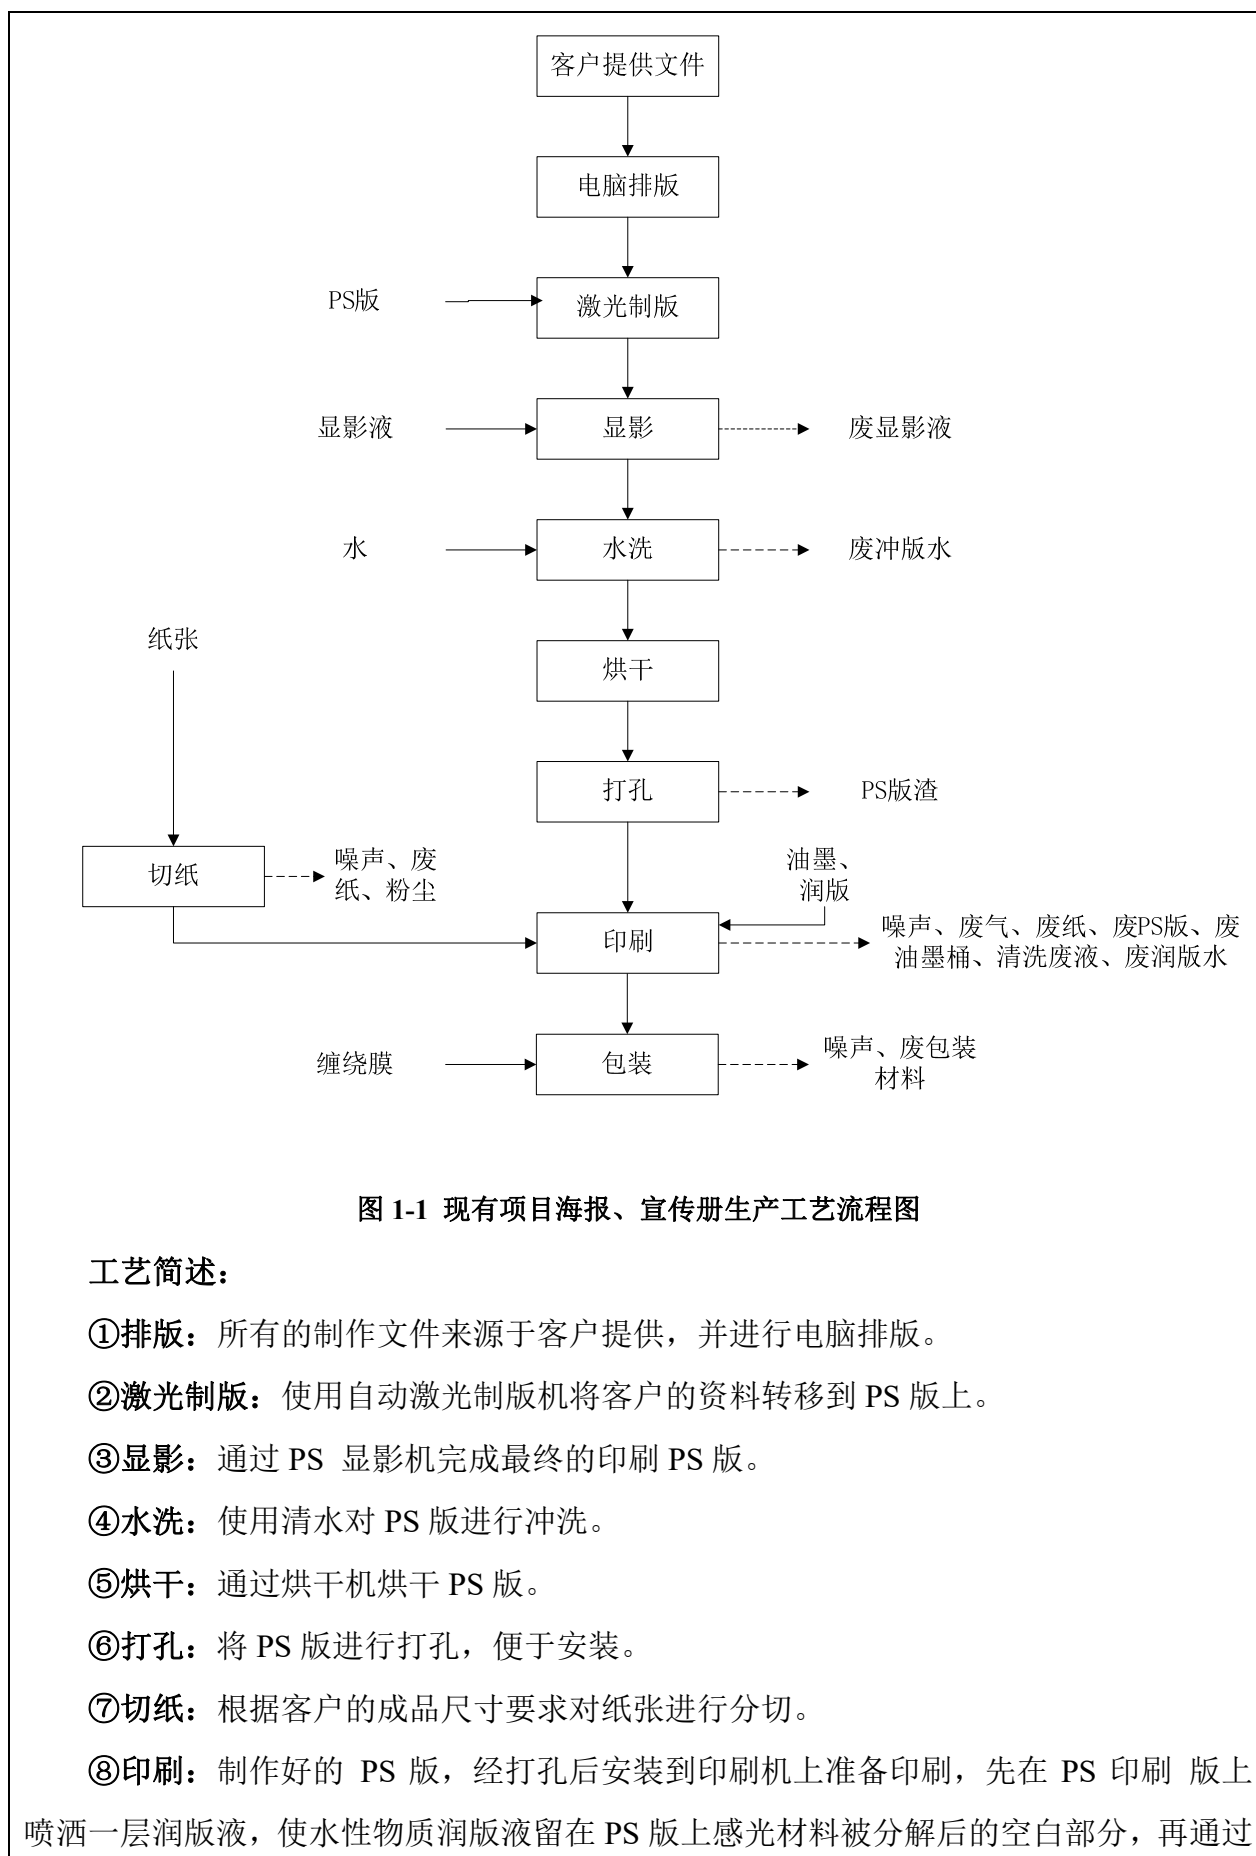 客户提供文件
电脑排版
PS版
激光制版
显影液
显影
废显影液
水
水洗
废冲版水
纸张
烘干
打孔
PS版渣
切纸
噪声、废
纸、粉尘
油墨、
润版
印刷
噪声、废气、废纸、废PS版、废
油墨桶、清洗废液、废润版水
缠绕膜
包装
噪声、废包装
材料
图 1-1 现有项目海报、宣传册生产工艺流程图
工艺简述：
①排版：所有的制作文件来源于客户提供，并进行电脑排版。
②激光制版：使用自动激光制版机将客户的资料转移到 PS 版上。
③显影：通过 PS 显影机完成最终的印刷 PS 版。
④水洗：使用清水对 PS 版进行冲洗。
⑤烘干：通过烘干机烘干 PS 版。
⑥打孔：将 PS 版进行打孔，便于安装。
⑦切纸：根据客户的成品尺寸要求对纸张进行分切。
⑧印刷：制作好的 PS 版，经打孔后安装到印刷机上准备印刷，先在 PS 印刷 版上
喷洒一层润版液，使水性物质润版液留在 PS 版上感光材料被分解后的空白部分，再通过